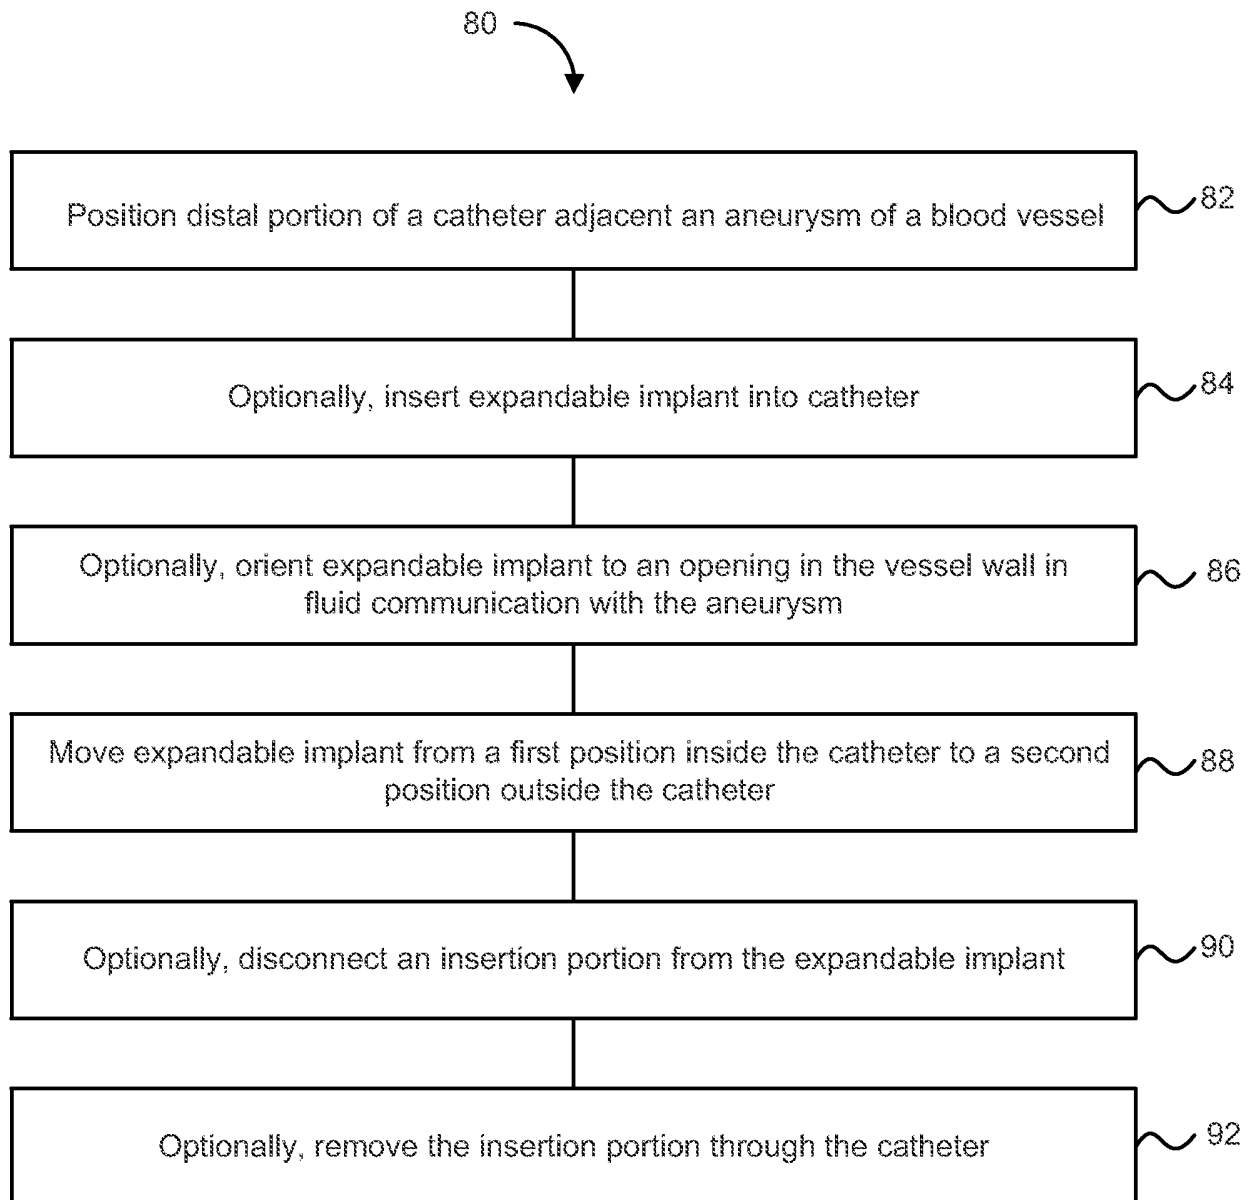 80
Position distal portion of a catheter adjacent an aneurysm of a blood vessel
82
Optionally, insert expandable implant into catheter
84
Optionally, orient expandable implant to an opening in the vessel wall in
fluid communication with the aneurysm
86
Move expandable implant from a first position inside the catheter to a second
position outside the catheter
88
Optionally, disconnect an insertion portion from the expandable implant
90
Optionally, remove the insertion portion through the catheter
92